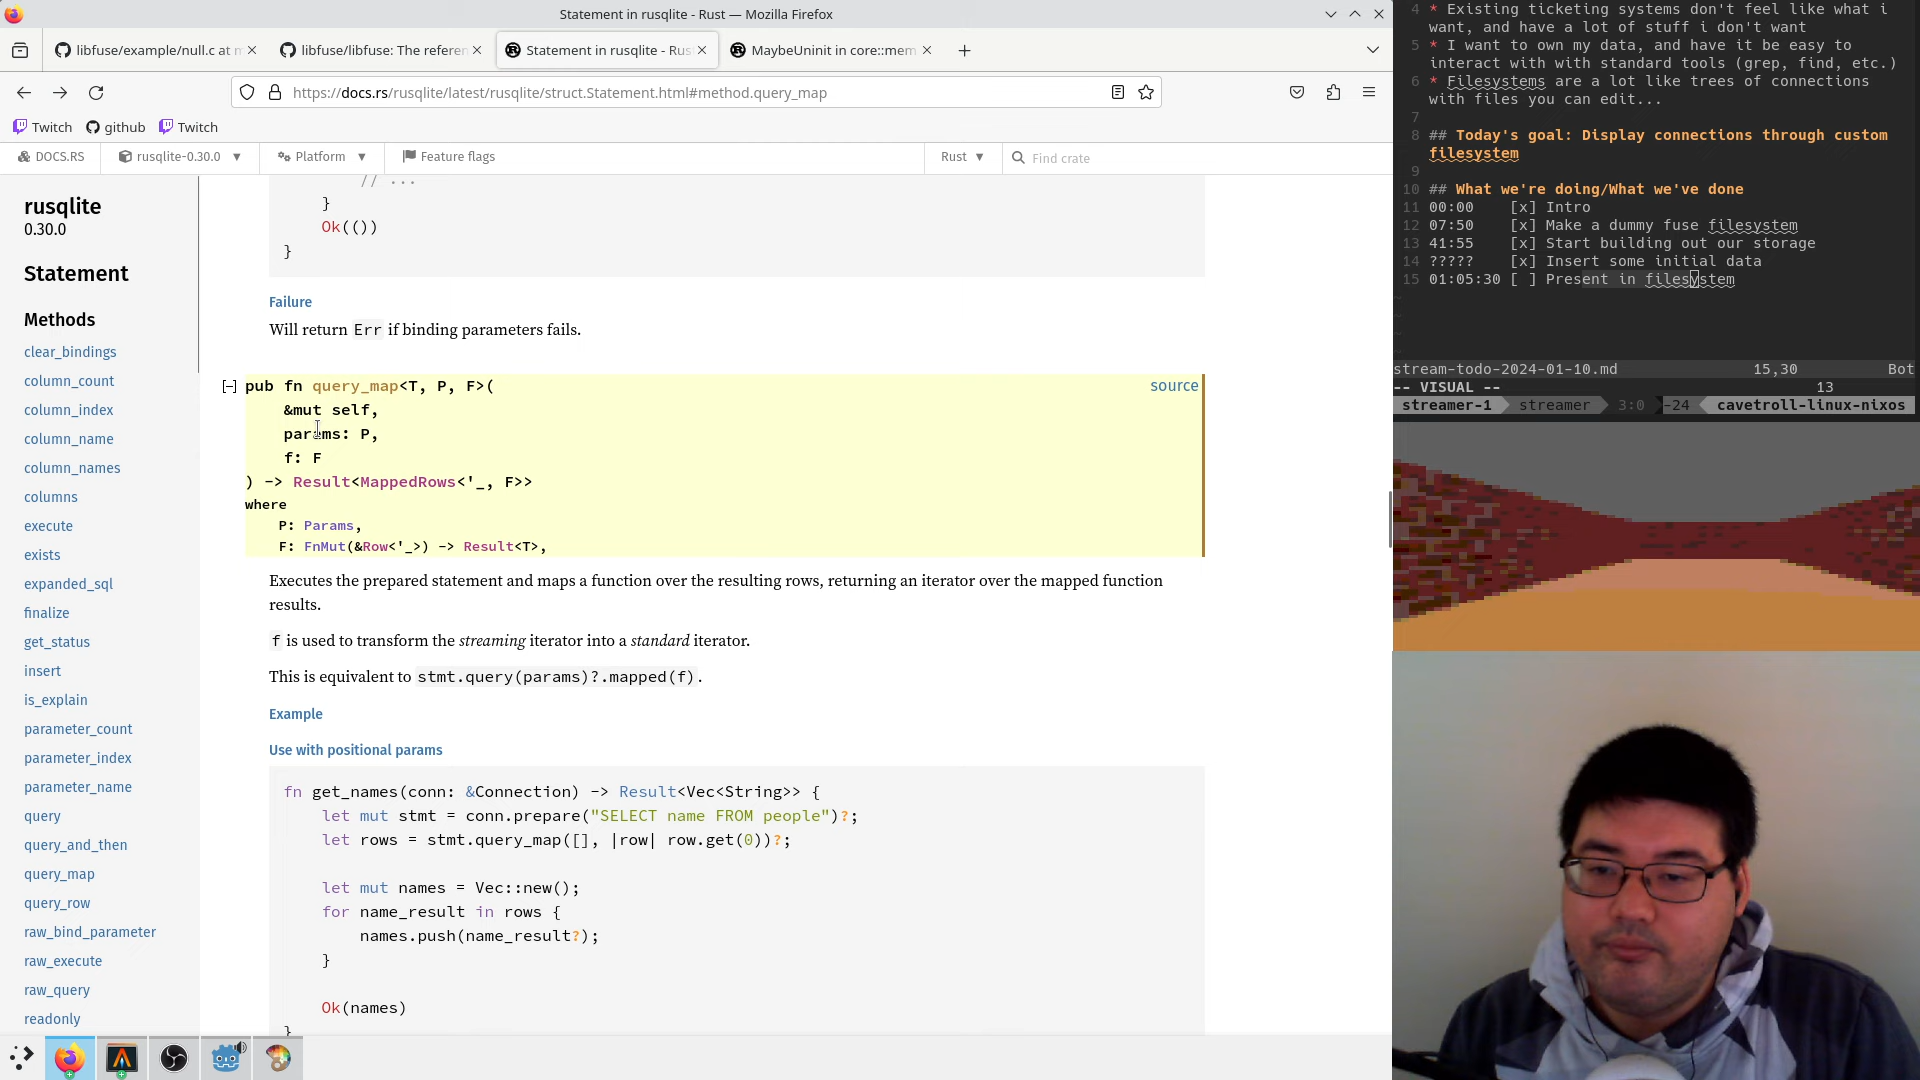 Statement in rusqlite - Rust — Mozilla Firefox
libfuse/example/null.c at m
libfuse/libfuse: The referen
Statement in rusqlite - Rus
MaybeUninit in core::mem
https://docs.rs/rusqlite/latest/rusqlite/struct.Statement.html#method.query_map
Twitch
github
Twitch
DOCS.RS
rusqlite-0.30.0
Platform
Feature flags
Rust
Find crate
rusqlite
0.30.0
Statement
Methods
clear_bindings
column_count
column_index
column_name
column_names
columns
execute
exists
expanded_sql
finalize
get_status
insert
is_explain
parameter_count
parameter_index
parameter_name
query
query_and_then
query_map
query_row
raw_bind_parameter
raw_execute
raw_query
readonly
// ...
}
Ok(())
}
Failure
Will return Err if binding parameters fails.
[-] pub fn query_map<T, P, F>(
source
&mut self,
params: P,
f: F
) -> Result<MappedRows<'_, F>>
where
P: Params,
F: FnMut(&Row<'_>) -> Result<T>,
Executes the prepared statement and maps a function over the resulting rows, returning an iterator over the mapped function
results.
f is used to transform the streaming iterator into a standard iterator.
This is equivalent to stmt.query(params)?.mapped(f).
Example
Use with positional params
fn get_names(conn: &Connection) -> Result<Vec<String>> {
let mut stmt = conn.prepare("SELECT name FROM people")?;
let rows = stmt.query_map([], |row| row.get(0))?;
let mut names = Vec::new();
for name_result in rows {
names.push(name_result?);
}
Ok(names)
}
4 * Existing ticketing systems don't feel like what i
want, and have a lot of stuff i don't want
5 * I want to own my data, and have it be easy to
interact with with standard tools (grep, find, etc.)
6 * Filesystems are a lot like trees of connections
with files you can edit...
7
8 ## Today's goal: Display connections through custom
filesystem
9
10 ## What we're doing/What we've done
11 00:00 [x] Intro
12 07:50 [x] Make a dummy fuse filesystem
13 41:55 [x] Start building out our storage
14 ????? [x] Insert some initial data
15 01:05:30 [ ] Present in filesystem
~
~
~
~
stream-todo-2024-01-10.md 15,30 Bot
-- VISUAL -- 13
streamer-1 streamer 3:0 -24 cavetroll-linux-nixos